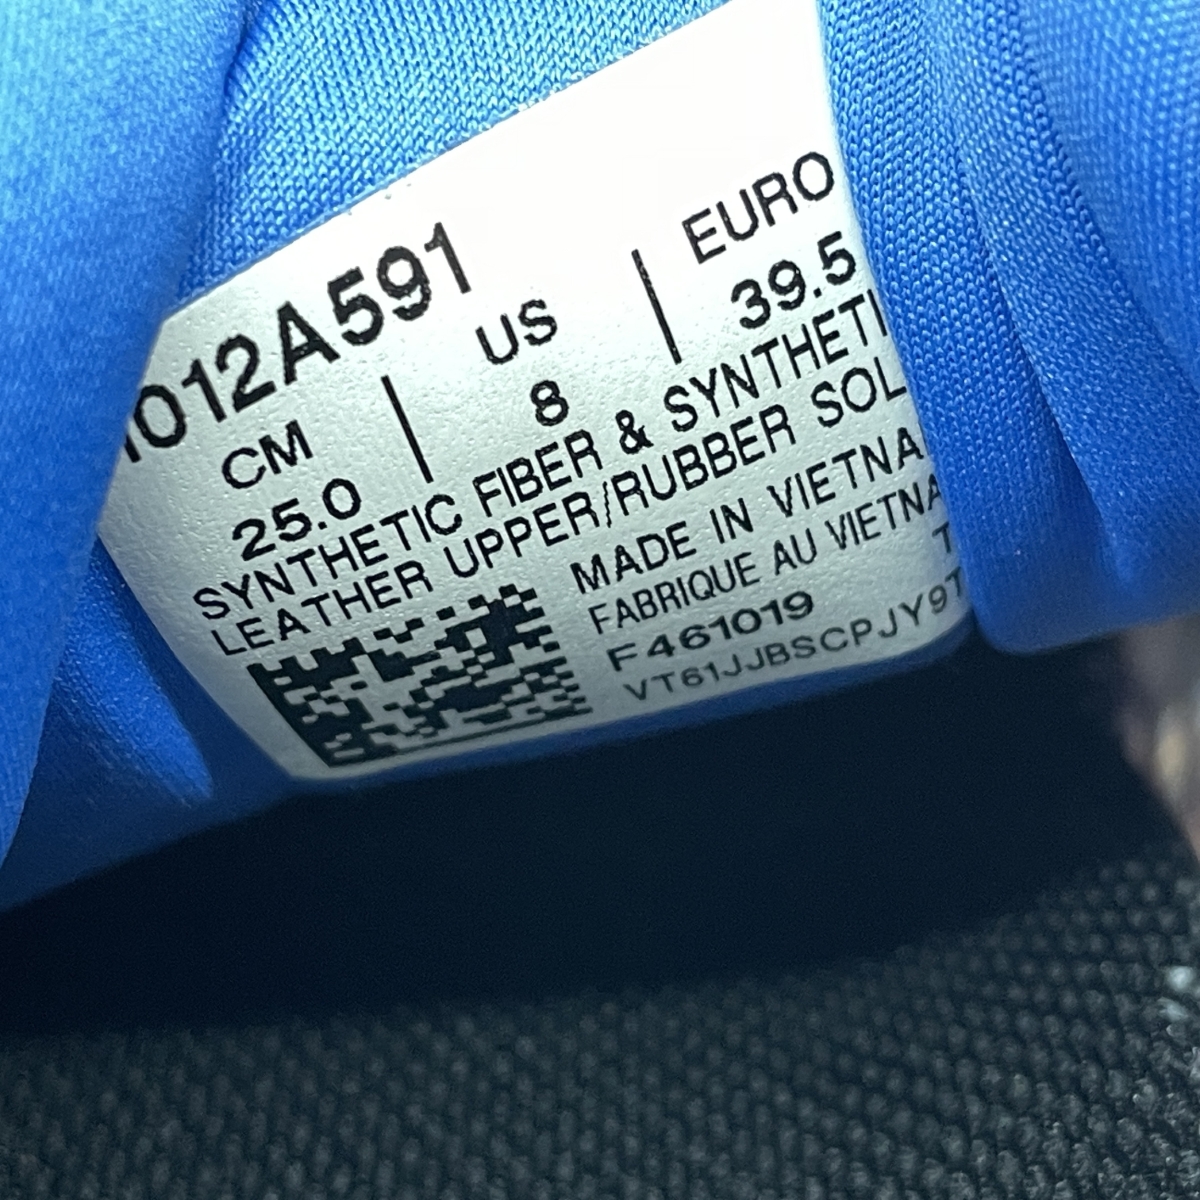 1012A591
CM | US | EURO
25.0 8 39.5
SYNTHETIC FIBER & SYNTHETI
LEATHER UPPER/RUBBER SOL
MADE IN VIETNA
FABRIQUE AU VIETNA
T
F461019
VT61JJBSCPJY9T